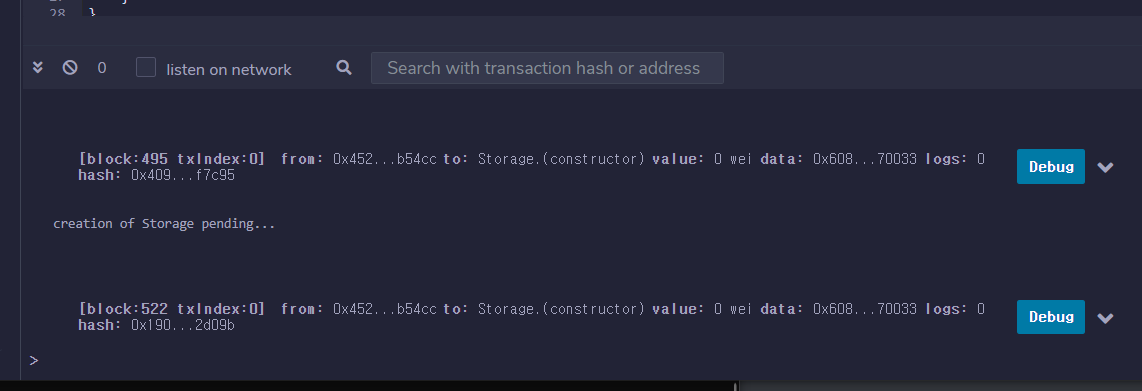 28 }
0 listen on network Search with transaction hash or address
[block:495 txIndex:0] from: 0x452...b54cc to: Storage.(constructor) value: 0 wei data: 0x608...70033 logs: 0
hash: 0x409...f7c95
Debug
creation of Storage pending...
[block:522 txIndex:0] from: 0x452...b54cc to: Storage.(constructor) value: 0 wei data: 0x608...70033 logs: 0
hash: 0x190...2d09b
Debug
>